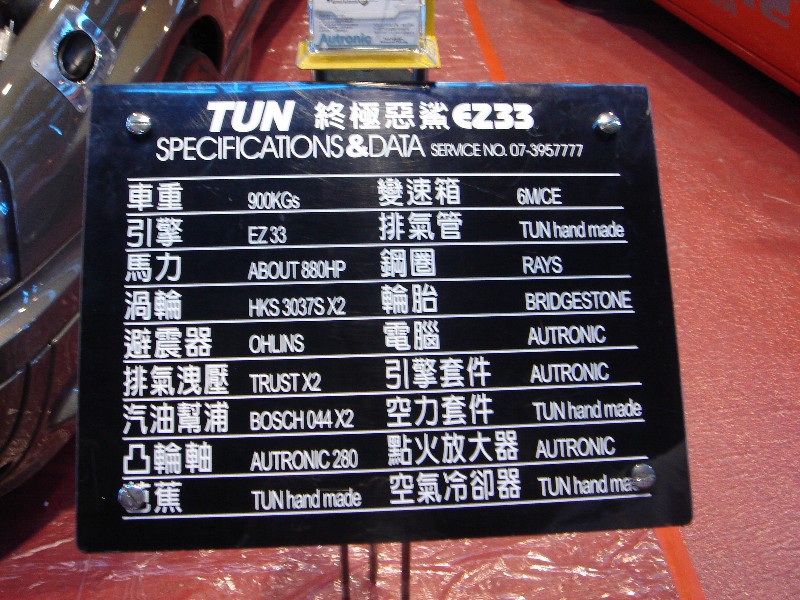 Autronic
TUN 終極惡鯊 EZ33
SPECIFICATIONS & DATA SERVICE NO. 07-3957777
車重 900KGs 變速箱 6M/CE
引擎 EZ 33 排氣管 TUN hand made
馬力 ABOUT 880HP 鋼圈 RAYS
渦輪 HKS 3037S X2 輪胎 BRIDGESTONE
避震器 OHLINS 電腦 AUTRONIC
排氣洩壓 TRUST X2 引擎套件 AUTRONIC
汽油幫浦 BOSCH 044 X2 空力套件 TUN hand made
凸輪軸 AUTRONIC 280 點火放大器 AUTRONIC
芭蕉 TUN hand made 空氣冷卻器 TUN hand